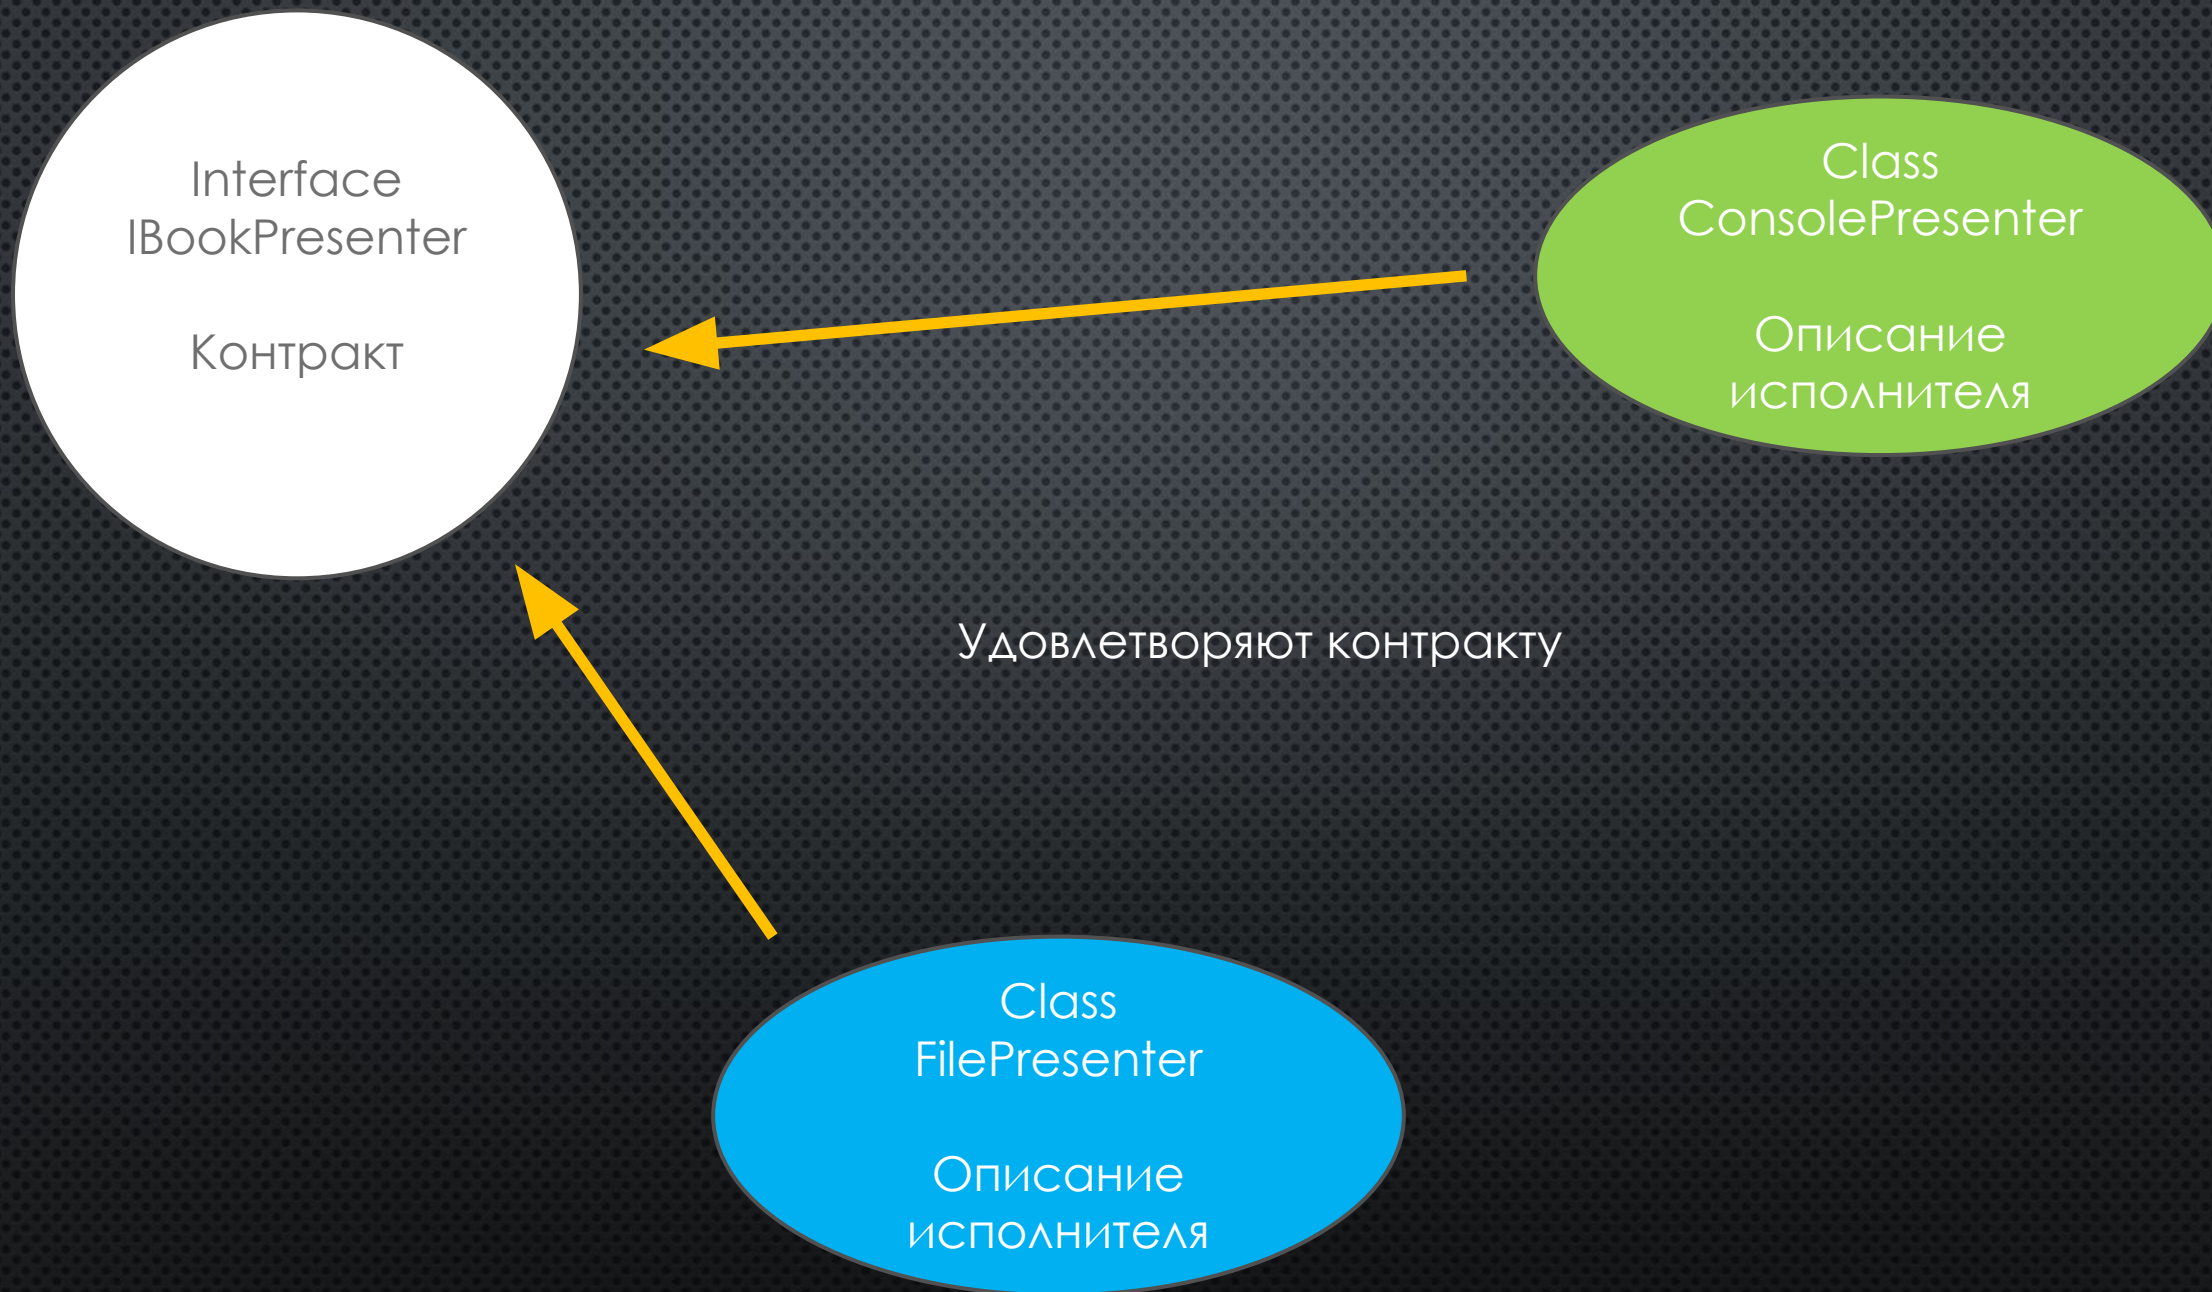 Interface
IBookPresenter
Контракт
Class
ConsolePresenter
Описание
исполнителя
Удовлетворяют контракту
Class
FilePresenter
Описание
исполнителя